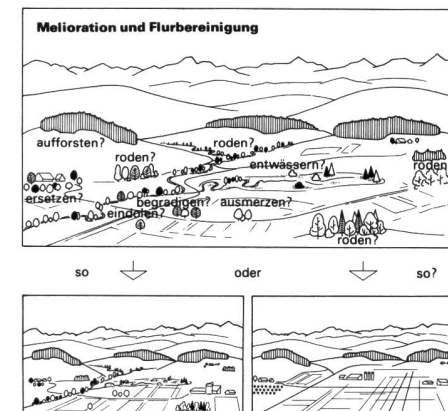 Melioration und Flurbereinigung
aufforsten?
roden?
roden?
entwässern?
roden
ersetzen?
begradigen?
ausmerzen?
eindolen?
roden?
so
oder
so?